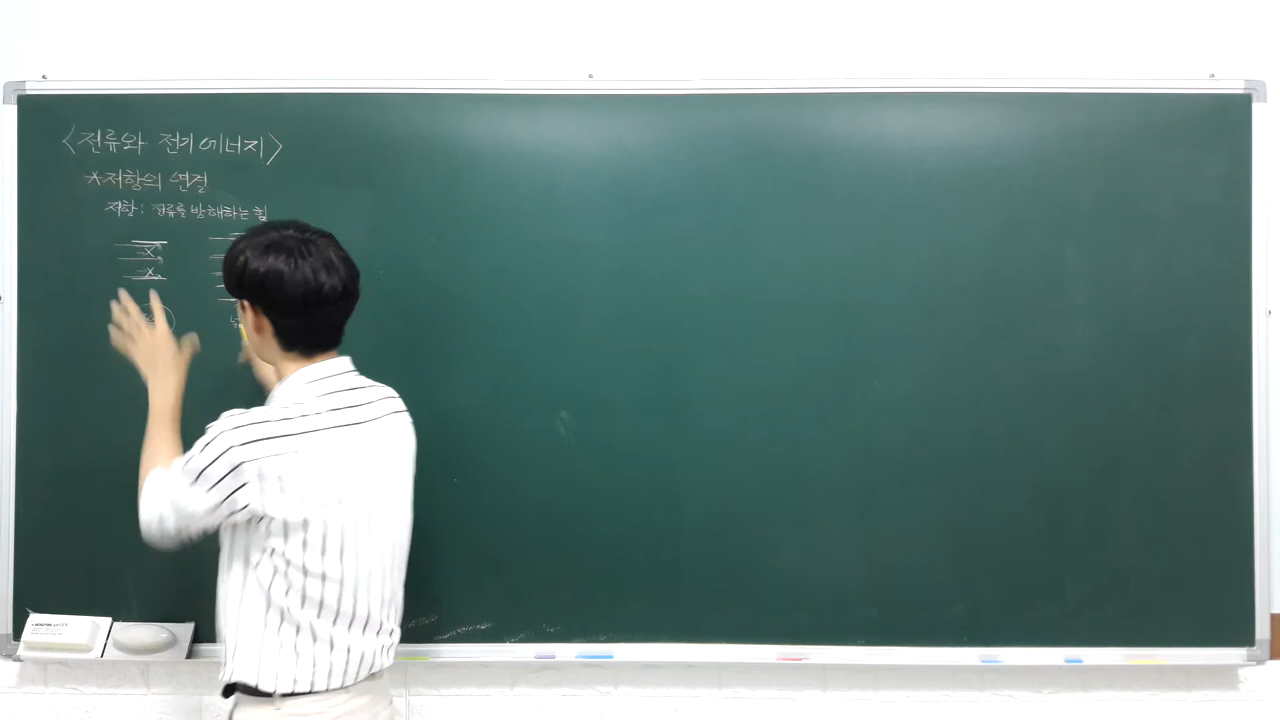 <전류와 전기 에너지>
*저항의 연결
저항: 전류를 방해하는 힘